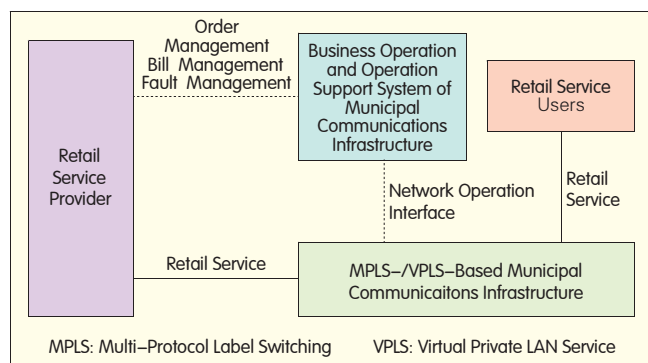 Order
Management
Bill Management
Fault Management
Business Operation
and Operation
Support System of
Municipal
Communications
Infrastructure
Retail Service
Users
Retail
Service
Provider
Network Operation
Interface
Retail
Service
Retail Service
MPLS-/VPLS-Based Municipal
Communicaitons Infrastructure
MPLS: Multi-Protocol Label Switching
VPLS: Virtual Private LAN Service